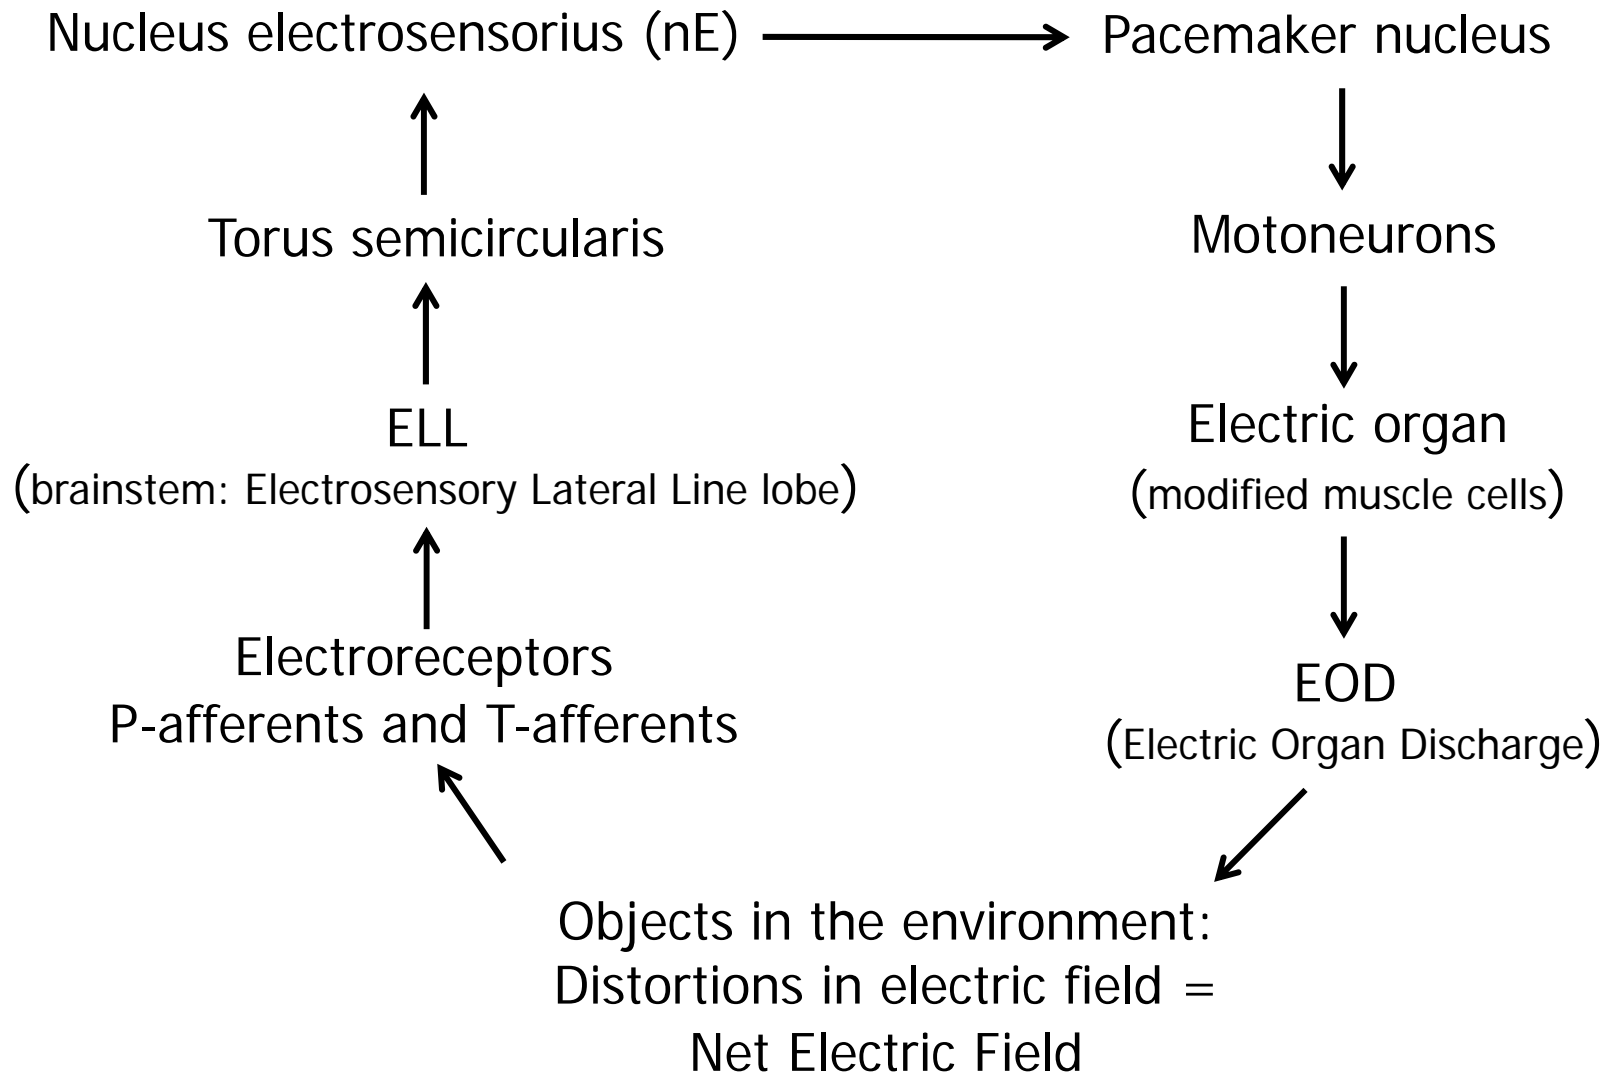 Nucleus electrosensorius (nE)
Pacemaker nucleus
Torus semicircularis
Motoneurons
ELL
(brainstem: Electrosensory Lateral Line lobe)
Electric organ
(modified muscle cells)
Electroreceptors
P-afferents and T-afferents
EOD
(Electric Organ Discharge)
Objects in the environment:
Distortions in electric field =
Net Electric Field